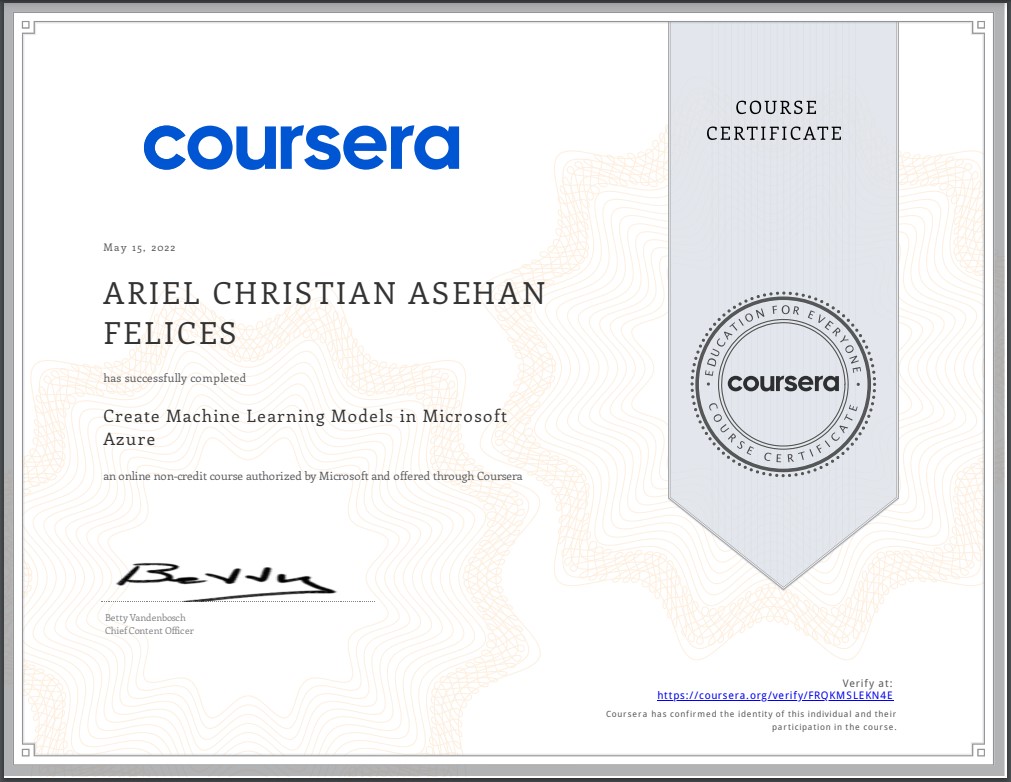 coursera
COURSE
CERTIFICATE
May 15, 2022
ARIEL CHRISTIAN ASEHAN
FELICES
has successfully completed
Create Machine Learning Models in Microsoft
Azure
an online non-credit course authorized by Microsoft and offered through Coursera
EDUCATION FOR EVERYONE
coursera
COURSE CERTIFICATE
Betty
Betty Vandenbosch
Chief Content Officer
Verify at:
https://coursera.org/verify/FRQKMSLEKN4E
Coursera has confirmed the identity of this individual and their
participation in the course.